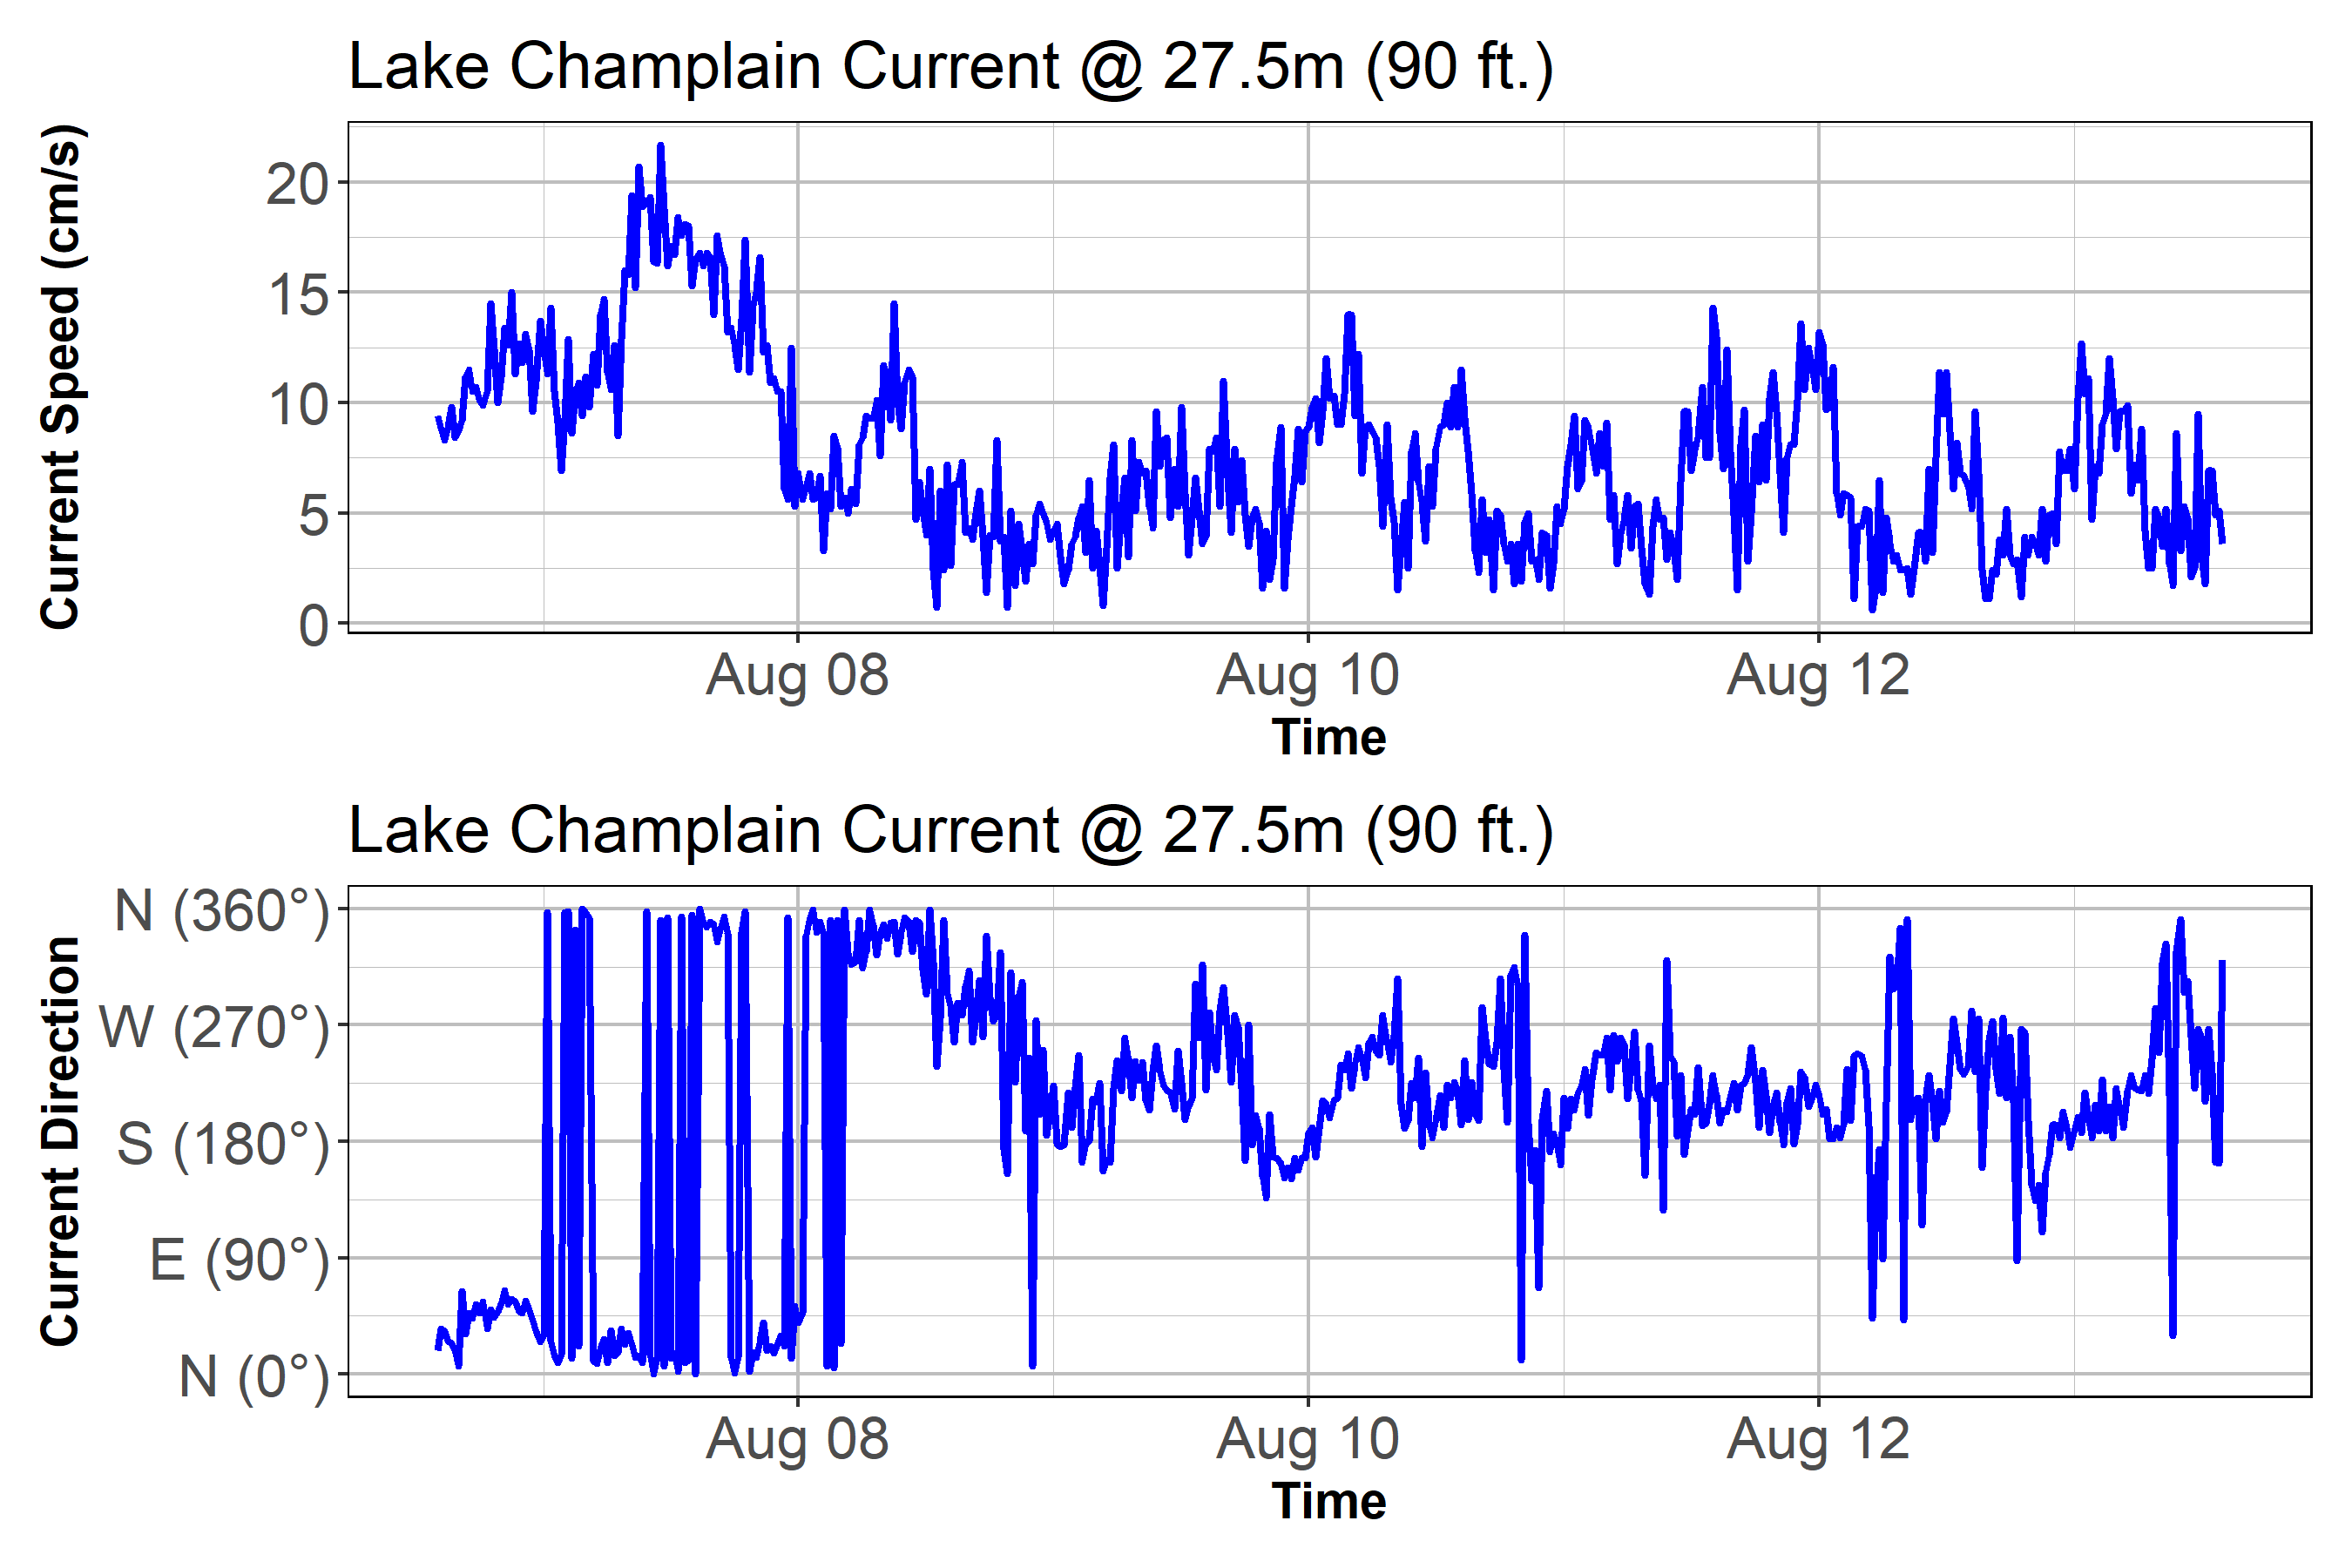 Lake Champlain Current @ 27.5m (90 ft.)
Current Speed (cm/s)
20
15
10
5
0
Aug 08 Aug 10 Aug 12
Time
Lake Champlain Current @ 27.5m (90 ft.)
Current Direction
N (360°)
W (270°)
S (180°)
E (90°)
N (0°)
Aug 08 Aug 10 Aug 12
Time